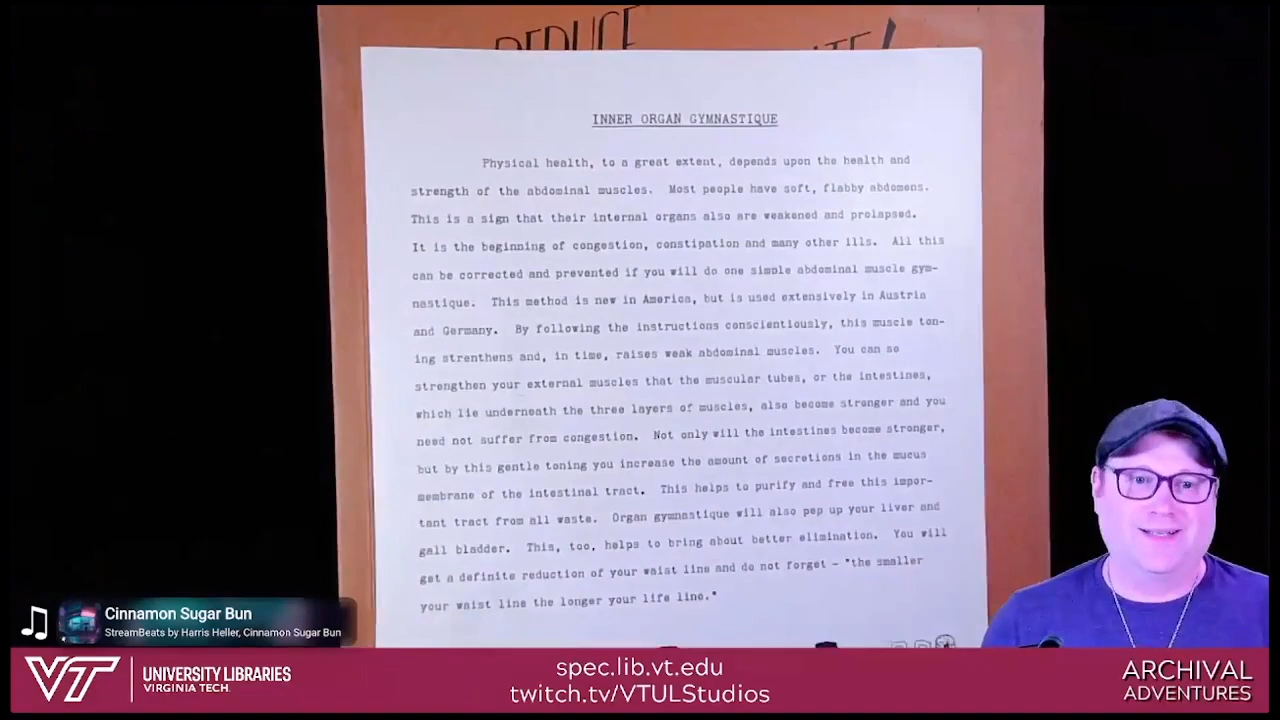 REDUCE
INNER ORGAN GYMNASTIQUE
Physical health, to a great extent, depends upon the health and
strength of the abdominal muscles. Most people have soft, flabby abdomens.
This is a sign that their internal organs also are weakened and prolapsed.
It is the beginning of congestion, constipation and many other ills. All this
can be corrected and prevented if you will do one simple abdominal muscle gym-
nastique. This method is new in America, but is used extensively in Austria
and Germany. By following the instructions conscientiously, this muscle ton-
ing strenthens and, in time, raises weak abdominal muscles. You can so
strengthen your external muscles that the muscular tubes, or the intestines,
which lie underneath the three layers of muscles, also become stronger and you
need not suffer from congestion. Not only will the intestines become stronger,
but by this gentle toning you increase the amount of secretions in the mucus
membrane of the intestinal tract. This helps to purify and free this impor-
tant tract from all waste. Organ gymnastique will also pep up your liver and
gall bladder. This, too, helps to bring about better elimination. You will
get a definite reduction of your waist line and do not forget - "the smaller
your waist line the longer your life line."
Cinnamon Sugar Bun
StreamBeats by Harris Heller, Cinnamon Sugar Bun
VT
UNIVERSITY LIBRARIES
VIRGINIA TECH.
spec.lib.vt.edu
twitch.tv/VTULStudios
ARCHIVAL
ADVENTURES